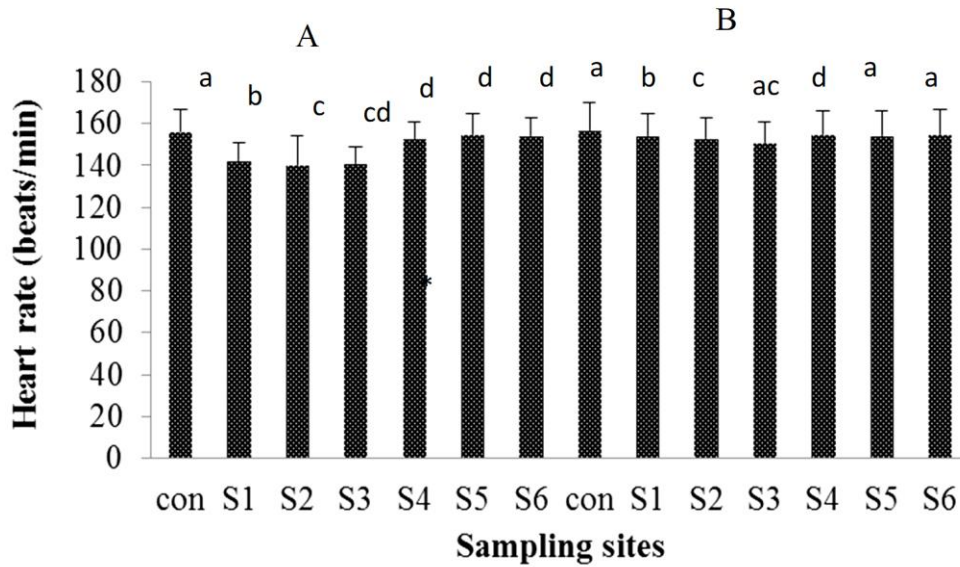 A B
a b c cd d d d a b c ac d a a
180
160
140
120
100
80
60
40
20
0
*
Heart rate (beats/min)
con S1 S2 S3 S4 S5 S6 con S1 S2 S3 S4 S5 S6
Sampling sites